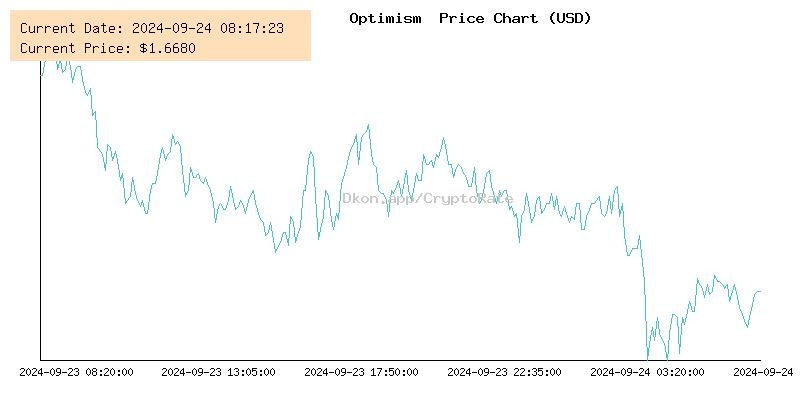 Optimism Price Chart (USD)
Current Date: 2024-09-24 08:17:23
Current Price: $1.6680
Dkon.app/CryptoRate
2024-09-23 08:20:00 2024-09-23 13:05:00 2024-09-23 17:50:00 2024-09-23 22:35:00 2024-09-24 03:20:00 2024-09-24